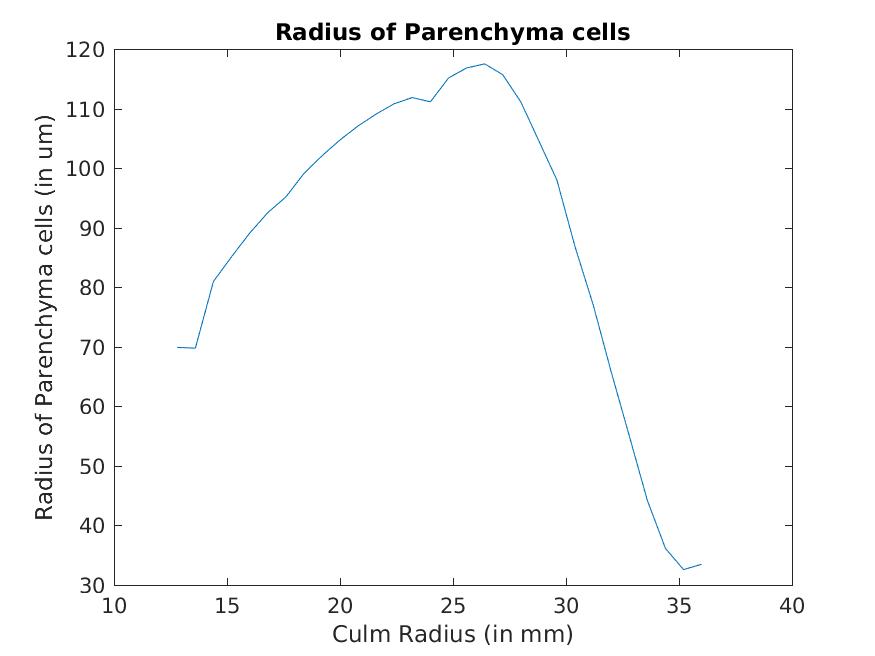 Radius of Parenchyma cells
120
110
100
90
80
70
60
50
40
30
Radius of Parenchyma cells (in um)
10 15 20 25 30 35 40
Culm Radius (in mm)